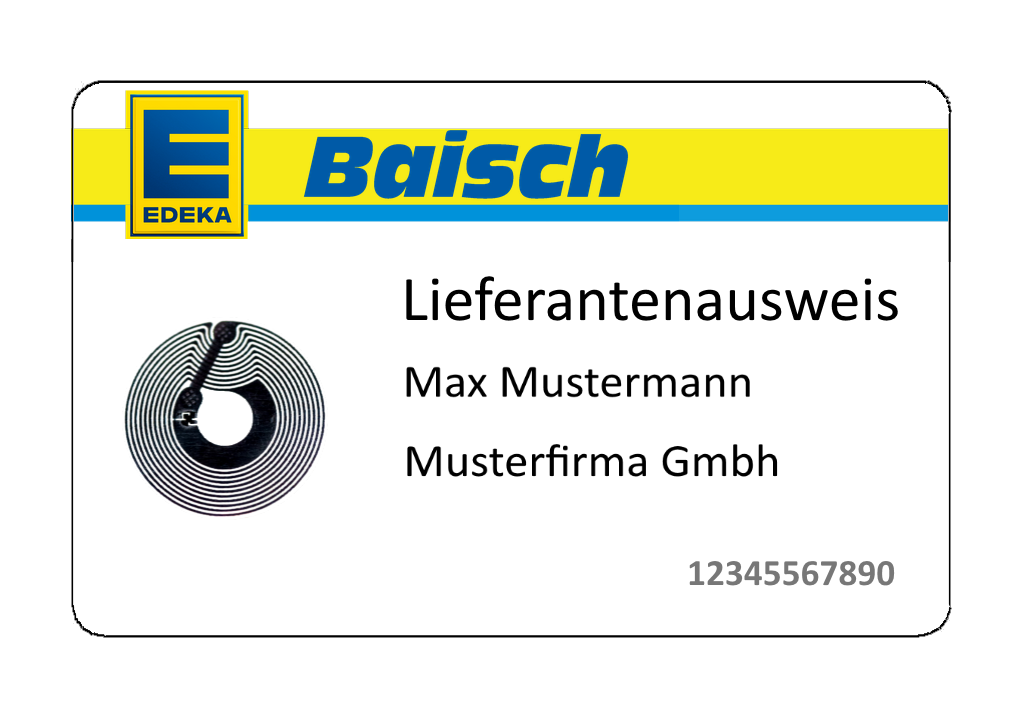 E
EDEKA
Baisch
Lieferantenausweis
Max Mustermann
Musterfirma Gmbh
12345567890